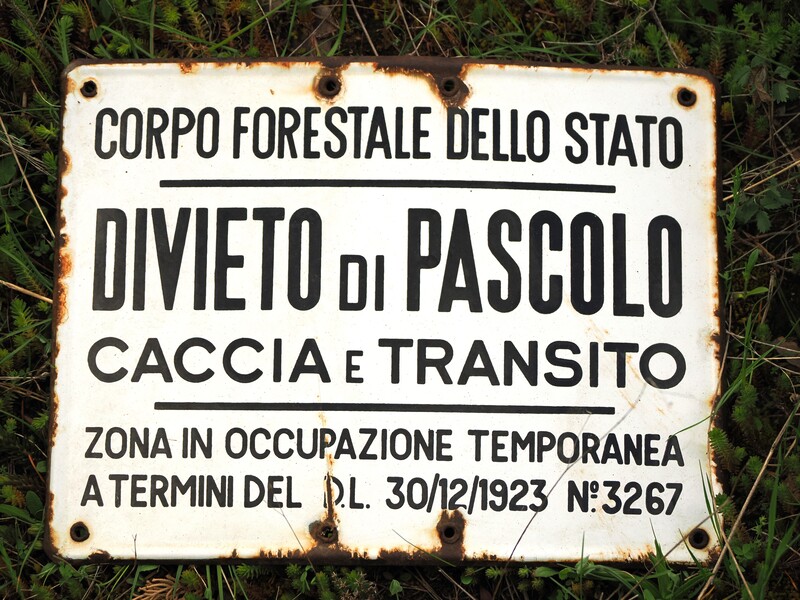 CORPO FORESTALE DELLO STATO
DIVIETO DI PASCOLO
CACCIA E TRANSITO
ZONA IN OCCUPAZIONE TEMPORANEA
A TERMINI DEL D.L. 30/12/1923 Nº 3267